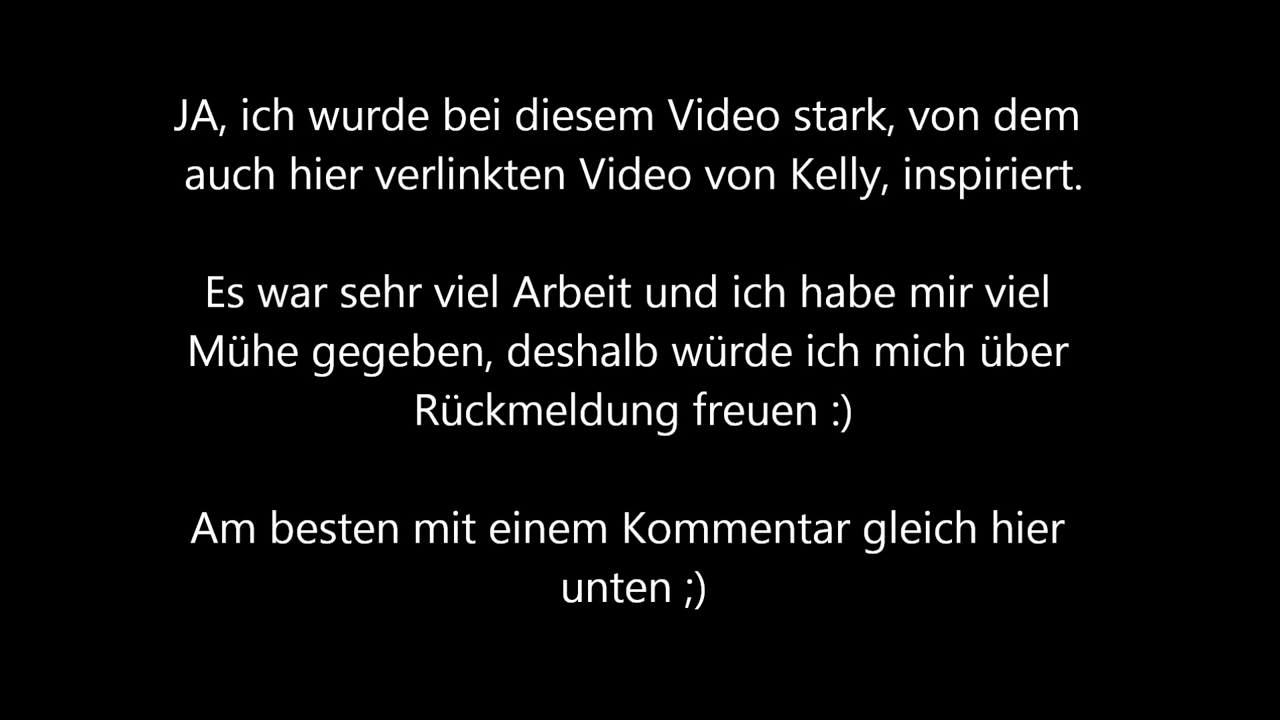 JA, ich wurde bei diesem Video stark, von dem
auch hier verlinkten Video von Kelly, inspiriert.
Es war sehr viel Arbeit und ich habe mir viel
Mühe gegeben, deshalb würde ich mich über
Rückmeldung freuen :)
Am besten mit einem Kommentar gleich hier
unten ;)